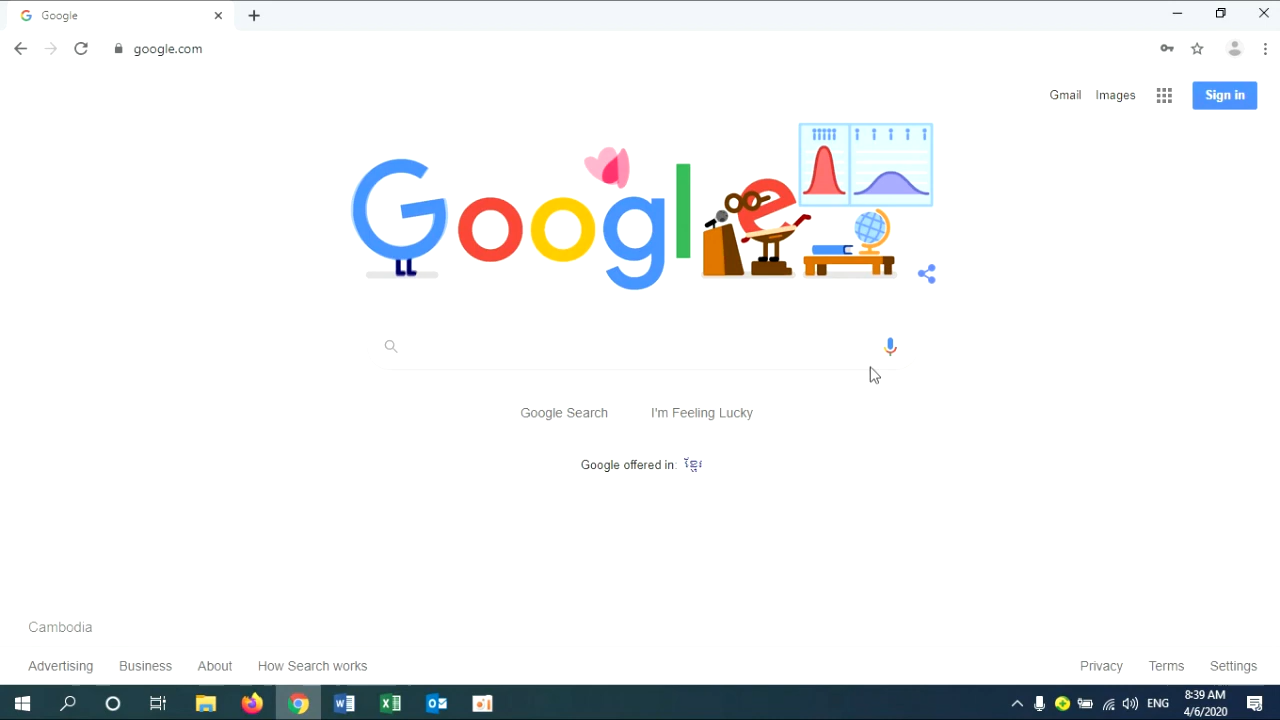 Google
google.com
Gmail Images Sign in
Google
Google Search I'm Feeling Lucky
Google offered in: ខ្មែរ
Cambodia
Advertising Business About How Search works Privacy Terms Settings
ENG 8:39 AM
4/6/2020